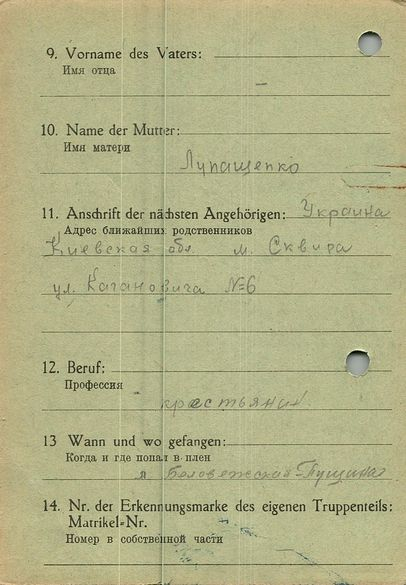 9. Vorname des Vaters:
Имя отца
–
10. Name der Mutter:
Имя матери
Лупащенко
11. Anschrift der nächsten Angehörigen: Украина
Адрес ближайших родственников
Киевская обл. м. Сквира
ул. Кагановича №6
12. Beruf:
Профессия
крестьянин
13 Wann und wo gefangen:
Когда и где попал в плен
Беловежская Пущина
14. Nr. der Erkennungsmarke des eigenen Truppenteils:
Matrikel-Nr.
Номер в собственной части